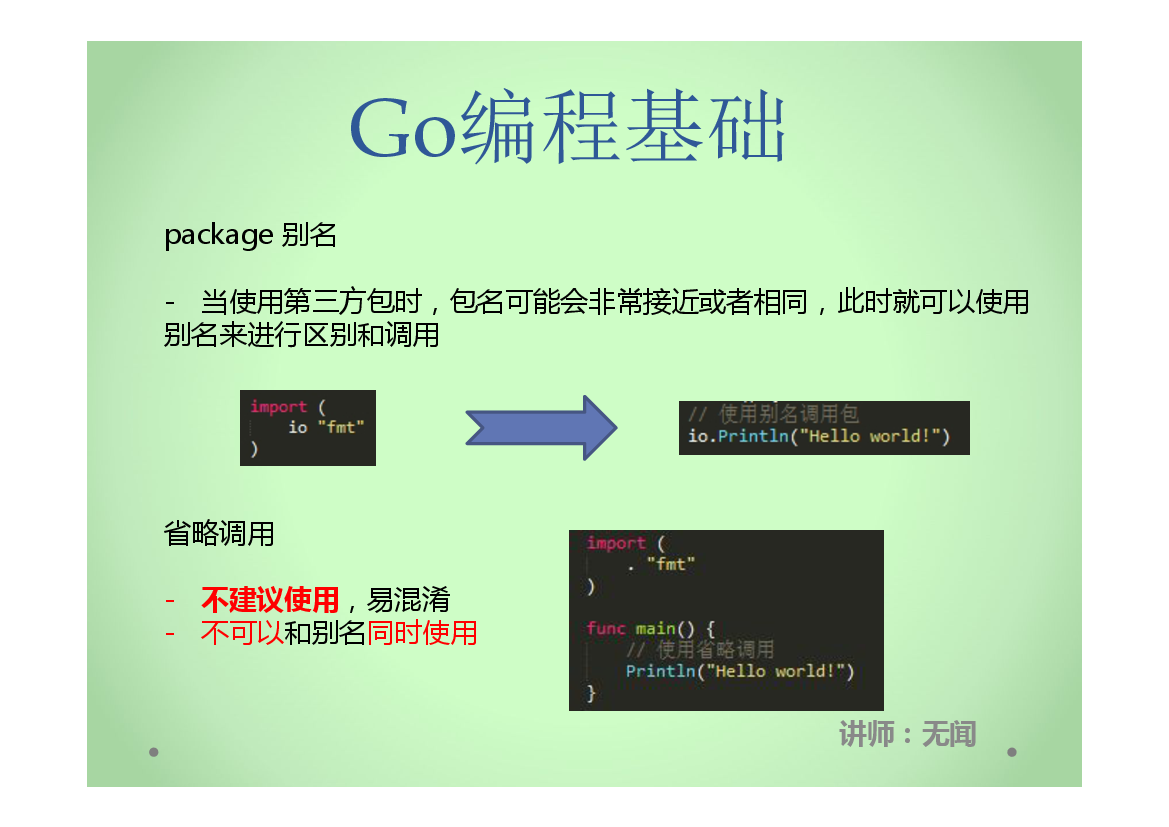 Go编程基础
package 别名
- 当使用第三方包时，包名可能会非常接近或者相同，此时就可以使用
别名来进行区别和调用
import (
io "fmt"
)
// 使用别名调用包
io.Println("Hello world!")
省略调用
- 不建议使用，易混淆
- 不可以和别名同时使用
import (
. "fmt"
)
func main() {
// 使用省略调用
Println("Hello world!")
}
讲师：无闻